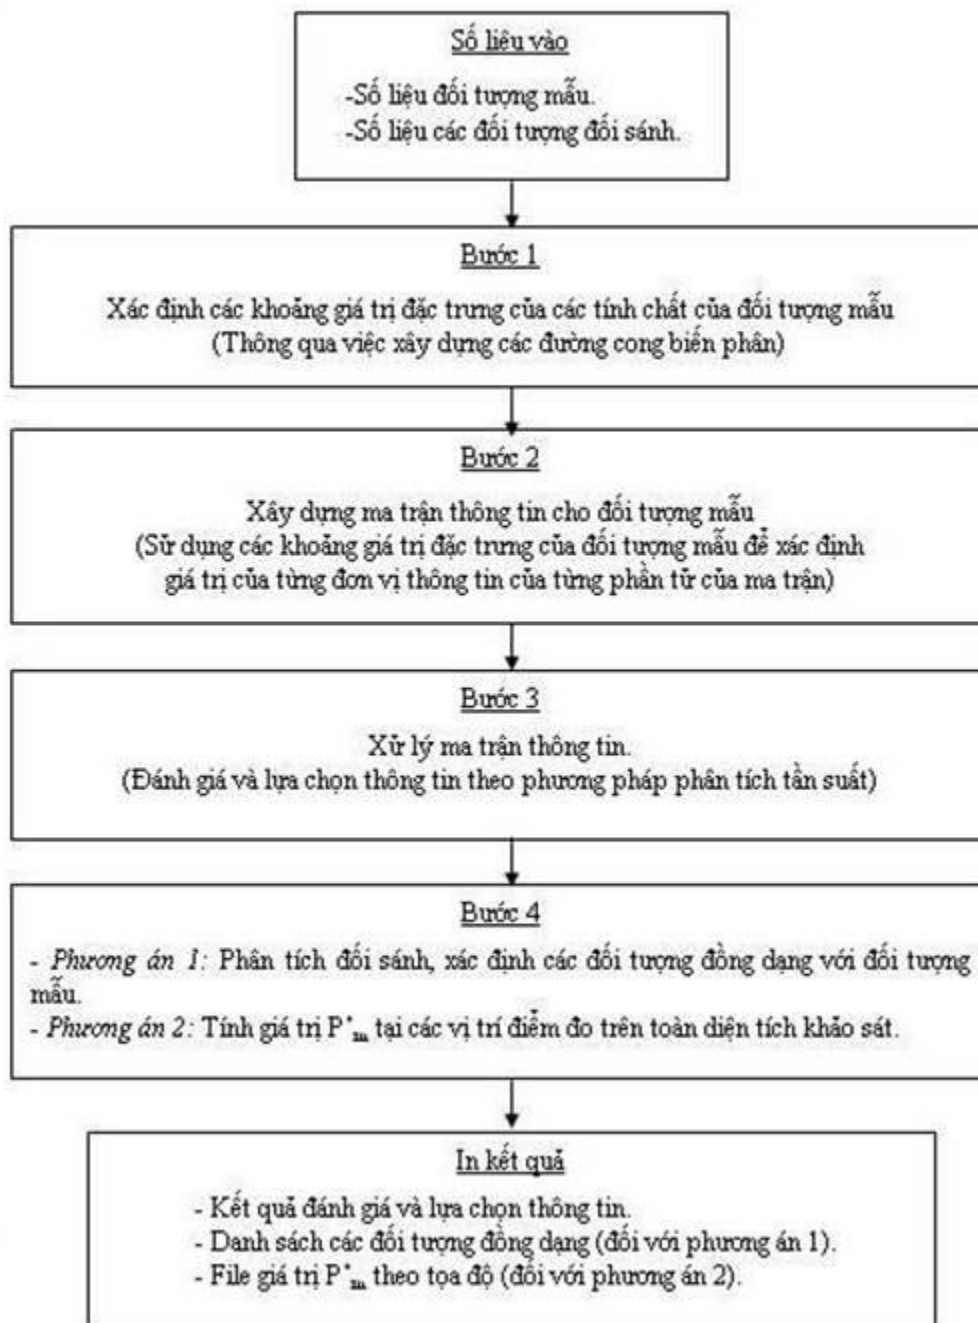 Số liệu vào
-Số liệu đối tượng mẫu.
-Số liệu các đối tượng đối sánh.
Bước 1
Xác định các khoảng giá trị đặc trưng của các tính chất của đối tượng mẫu
(Thông qua việc xây dựng các đường cong biến phân)
Bước 2
Xây dựng ma trận thông tin cho đối tượng mẫu
(Sử dụng các khoảng giá trị đặc trưng của đối tượng mẫu để xác định
giá trị của từng đơn vị thông tin của từng phần tử của ma trận)
Bước 3
Xử lý ma trận thông tin.
(Đánh giá và lựa chọn thông tin theo phương pháp phân tích tần suất)
Bước 4
- Phương án 1: Phân tích đối sánh, xác định các đối tượng đồng dạng với đối tượng
mẫu.
- Phương án 2: Tính giá trị P*m tại các vị trí điểm đo trên toàn diện tích khảo sát.
In kết quả
- Kết quả đánh giá và lựa chọn thông tin.
- Danh sách các đối tượng đồng dạng (đối với phương án 1).
- File giá trị P*m theo tọa độ (đối với phương án 2).